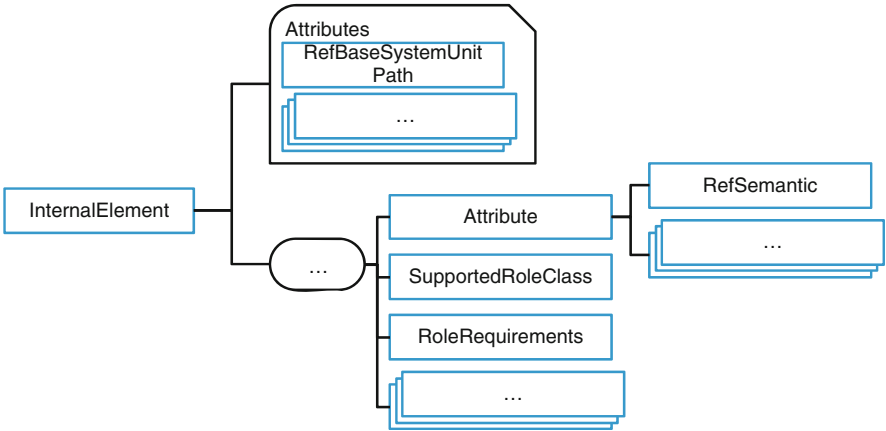 Attributes
RefBaseSystemUnit
Path
…
InternalElement
…
Attribute
RefSemantic
…
SupportedRoleClass
RoleRequirements
…